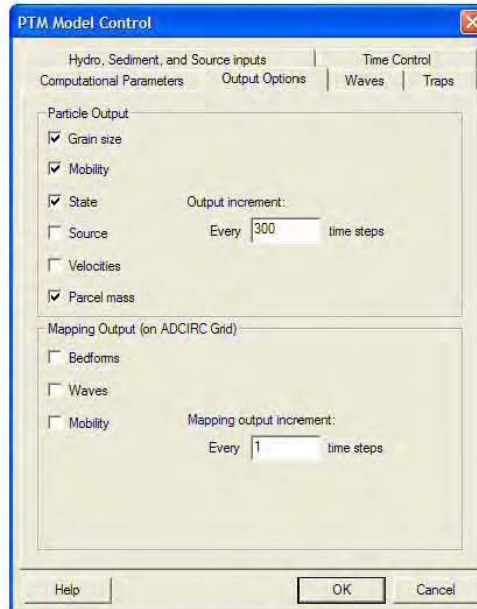 PTM Model Control
Hydro, Sediment, and Source inputs
Time Control
Computational Parameters
Output Options
Waves
Traps
Particle Output
Grain size
Mobility
State
Output increment:
Source
Every 300 time steps
Velocities
Parcel mass
Mapping Output (on ADCIRC Grid)
Bedforms
Waves
Mobility
Mapping output increment:
Every 1 time steps
Help
OK
Cancel